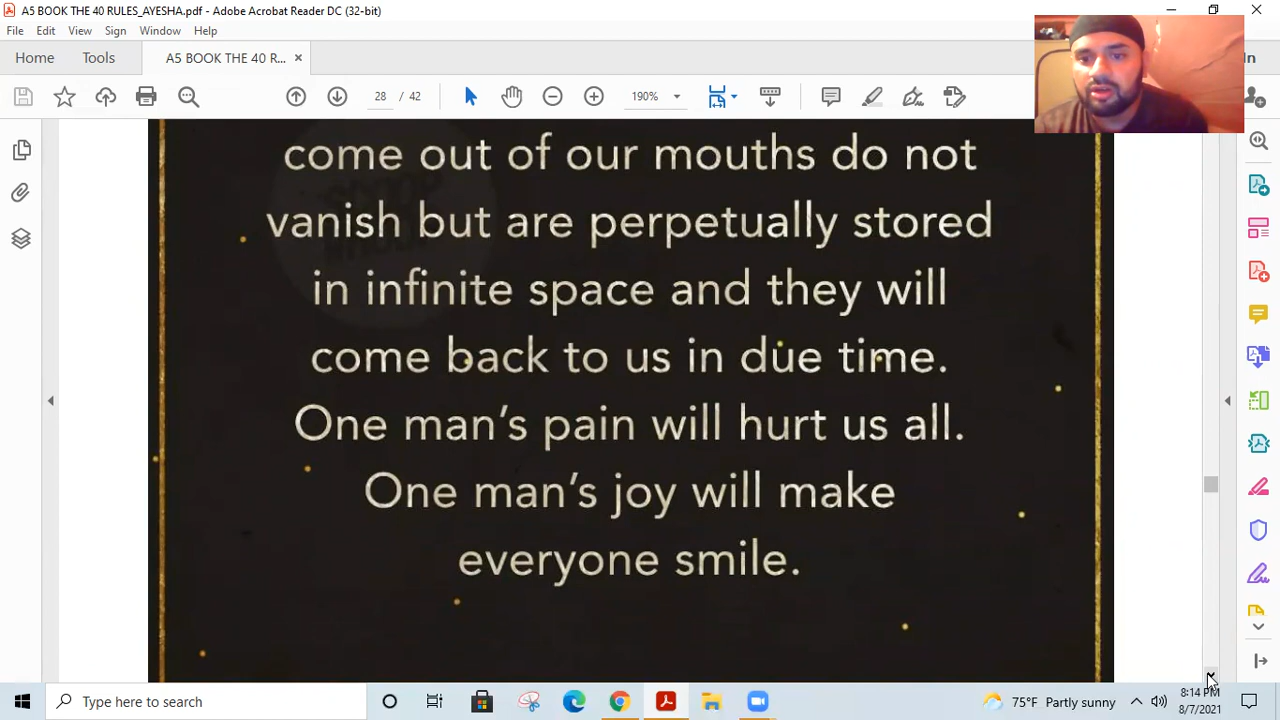 A5 BOOK THE 40 RULES_AYESHA.pdf - Adobe Acrobat Reader DC (32-bit)
File Edit View Sign Window Help
Home Tools A5 BOOK THE 40 R... ×
28 / 42 190%
come out of our mouths do not
vanish but are perpetually stored
in infinite space and they will
come back to us in due time.
One man's pain will hurt us all.
One man's joy will make
everyone smile.
Type here to search
75°F Partly sunny
8:14 PM
8/7/2021